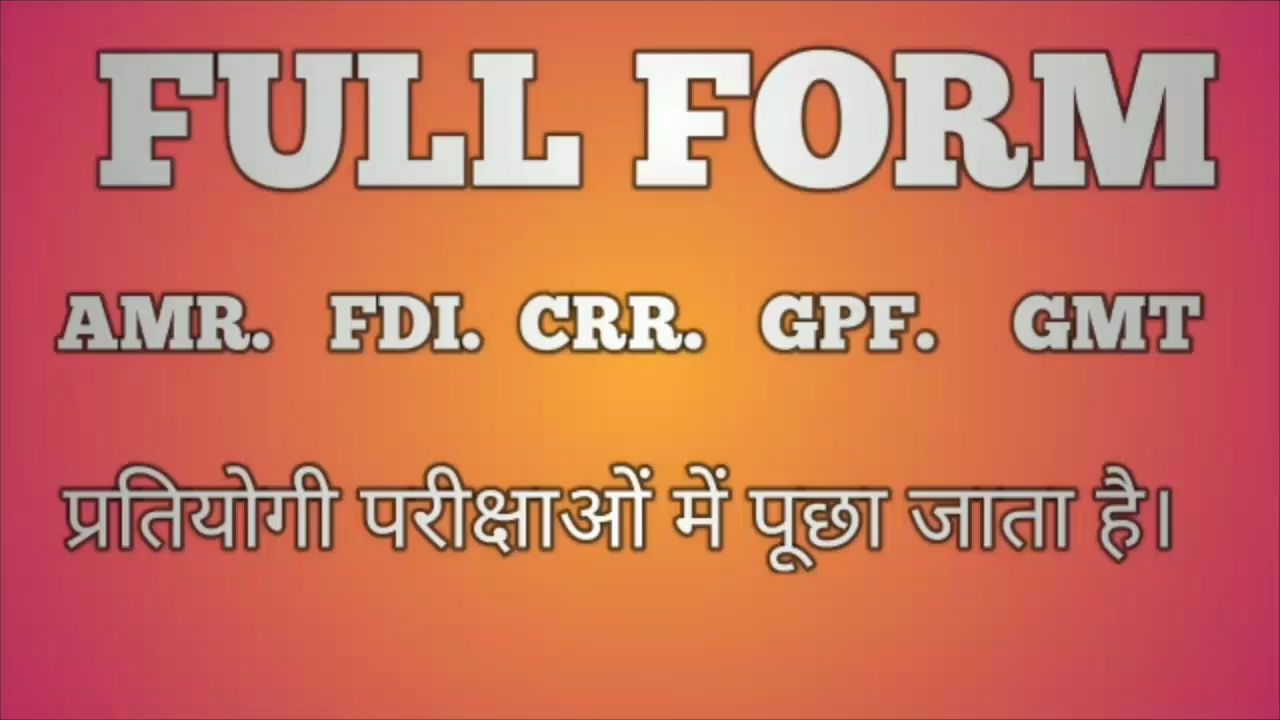 FULL FORM
AMR. FDI. CRR. GPF. GMT
प्रतियोगी परीक्षाओं में पूछा जाता है।